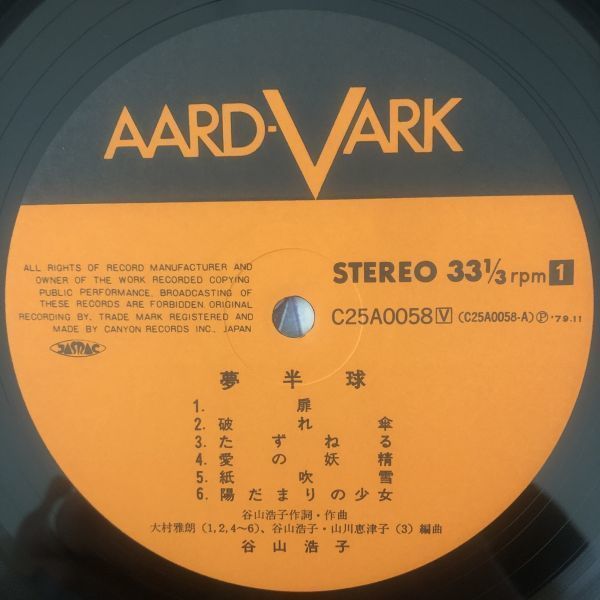 AARD-VARK
ALL RIGHTS OF RECORD MANUFACTURER AND
OWNER OF THE WORK RECORDED COPYING
PUBLIC PERFORMANCE. BROADCASTING OF
THESE RECORDS ARE FORBIDDEN. ORIGINAL
RECORDING BY, TRADE MARK REGISTERED AND
MADE BY CANYON RECORDS INC., JAPAN
JASRAC
STEREO 33 1/3 rpm 1
C25A0058 V (C25A0058-A) Ⓟ '79.11
夢半球
1. 扉
2. 破れ傘
3. たずねる
4. 愛の妖精
5. 紙吹雪
6. 陽だまりの少女
谷山浩子作詞・作曲
大村雅朗(1,2,4~6)、谷山浩子・山川恵津子(3)編曲
谷山浩子